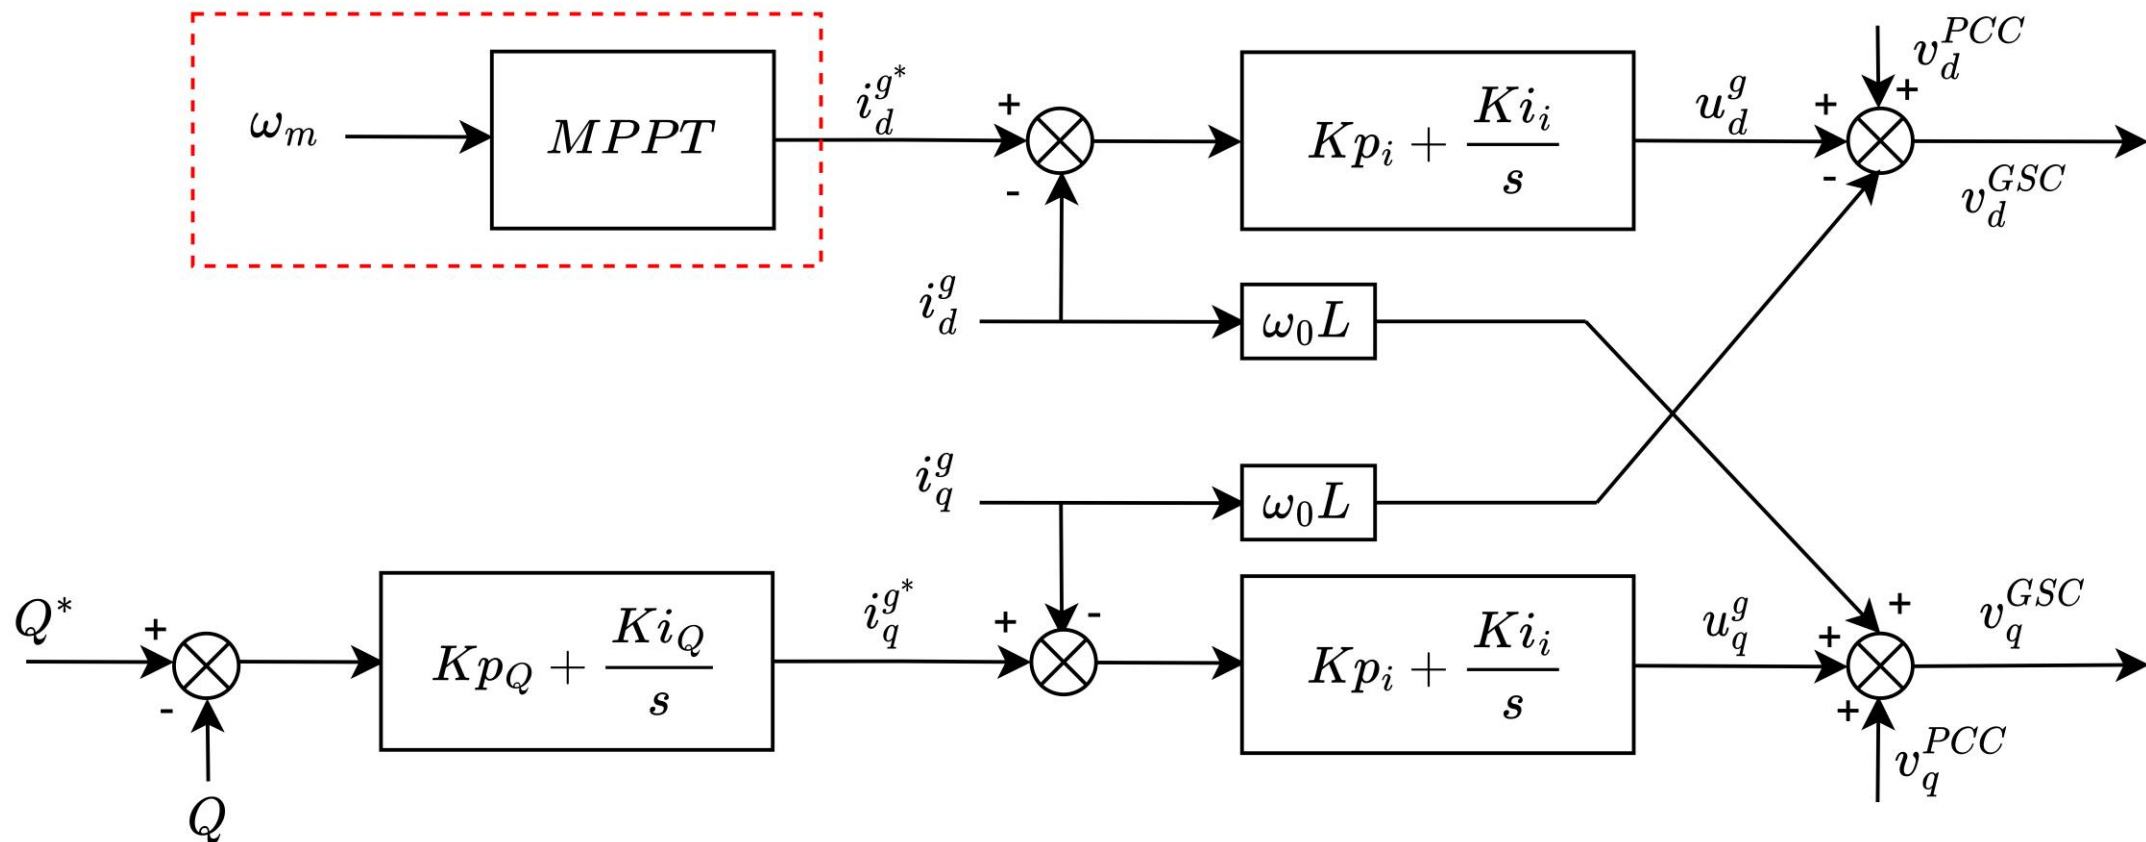 ω_m
MPPT
i_d^{g*}
+
-
Kp_i + Ki_i/s
u_d^g
+
-
+
v_d^{PCC}
v_d^{GSC}
i_d^g
ω_0L
i_q^g
ω_0L
Q*
+
-
Q
Kp_Q + Ki_Q/s
i_q^{g*}
+
-
Kp_i + Ki_i/s
u_q^g
+
+
+
v_q^{GSC}
v_q^{PCC}